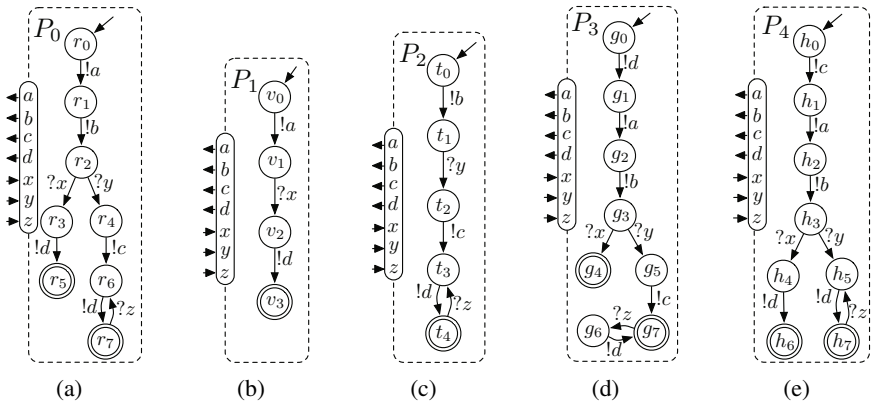 P0
r0
!a
r1
!b
r2
?x ?y
r3 r4
!d !c
r5 r6
!d ?z
r7
a
b
c
d
x
y
z
(a)
P1
v0
!a
v1
?x
v2
!d
v3
a
b
c
d
x
y
z
(b)
P2
t0
!b
t1
?y
t2
!c
t3
!d ?z
t4
a
b
c
d
x
y
z
(c)
P3
g0
!d
g1
!a
g2
!b
g3
?x ?y
g4 g5
!c
?z
g6 g7
!d
a
b
c
d
x
y
z
(d)
P4
h0
!c
h1
!a
h2
!b
h3
?x ?y
h4 h5
!d !d ?z
h6 h7
a
b
c
d
x
y
z
(e)